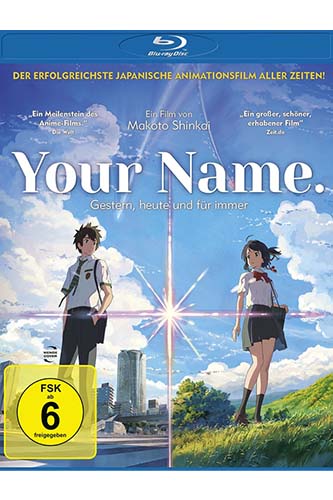 Blu-ray Disc
DER ERFOLGREICHSTE JAPANISCHE ANIMATIONSFILM ALLER ZEITEN!
„Ein Meilenstein des
Anime-Films.“
Die Welt
Ein Film von
Makoto Shinkai
„Ein großer, schöner,
erhabener Film“
Zeit.de
Your Name.
Gestern, heute und für immer
WENDE
COVER
FSK
ab
6
freigegeben